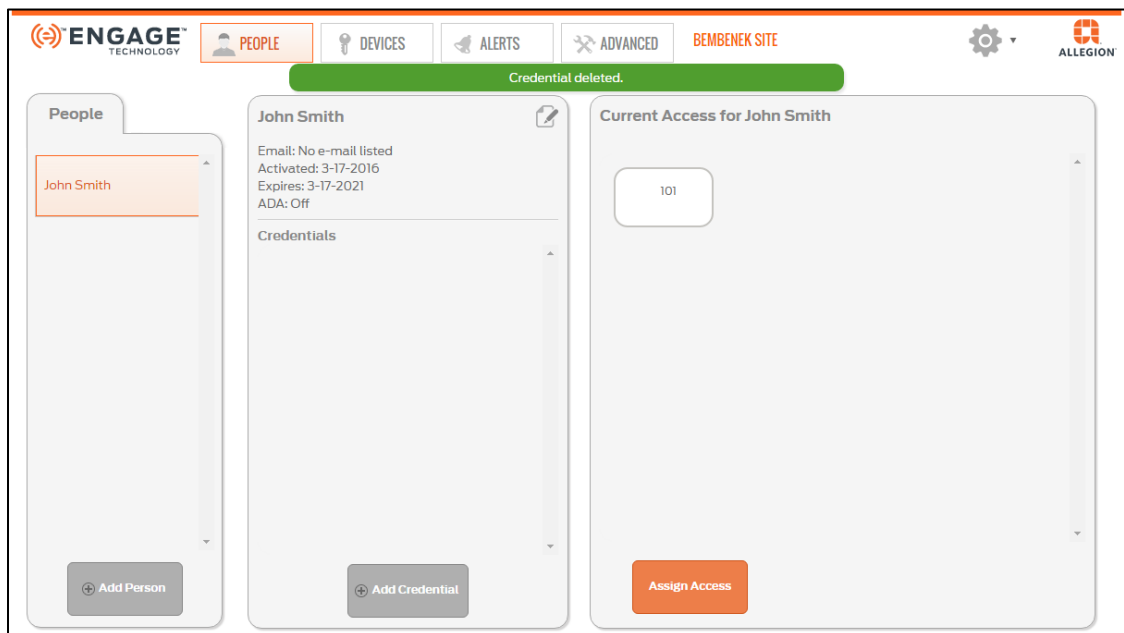 ENGAGE™
TECHNOLOGY
PEOPLE
DEVICES
ALERTS
ADVANCED
BEMBENEK SITE
ALLEGION
Credential deleted.
People
John Smith
Add Person
John Smith
Email: No e-mail listed
Activated: 3-17-2016
Expires: 3-17-2021
ADA: Off
Credentials
Add Credential
Current Access for John Smith
101
Assign Access